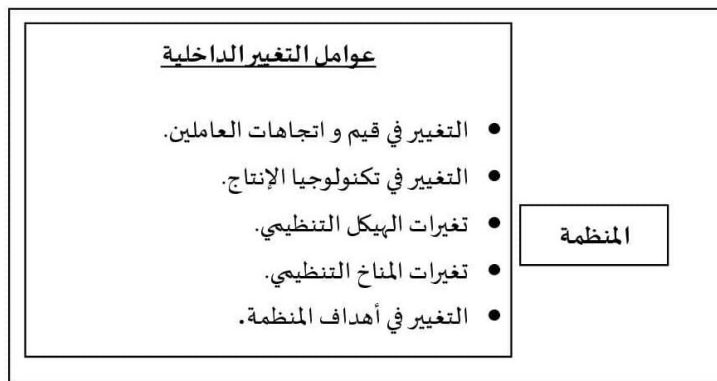 عوامل التغيير الداخلية
• التغيير في قيم و اتجاهات العاملين.
• التغيير في تكنولوجيا الإنتاج.
• تغيرات الهيكل التنظيمي.
• تغيرات المناخ التنظيمي.
• التغيير في أهداف المنظمة.
المنظمة